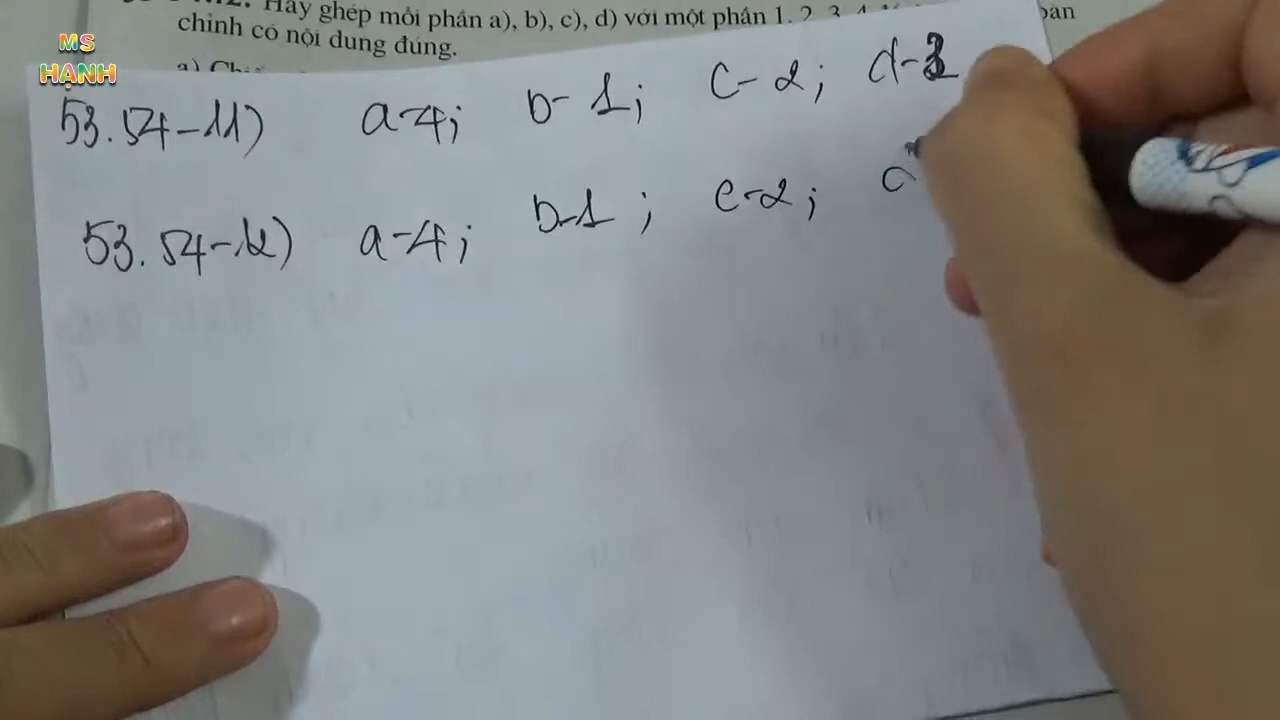 MS
HẠNH
Hãy ghép mỗi phần a), b), c), d) với một phần 1, 2, 3, 4
chỉnh có nội dung đúng.
53.54-11) a-4; b-1; c-2; d-3
53.54-12) a-4; b-1; c-2;